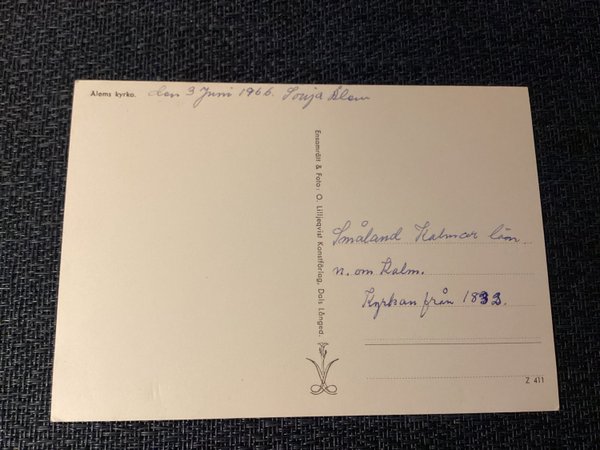 Aloms kyrka. den 3 Juni 1966. Sonja Blom
Ensamrätt & Foto: O. Lilljeqvist Konstförlag, Dals Långed.
Småland Kalmar län
n. om Kalm.
Kyrkan från 1832.
Z 411